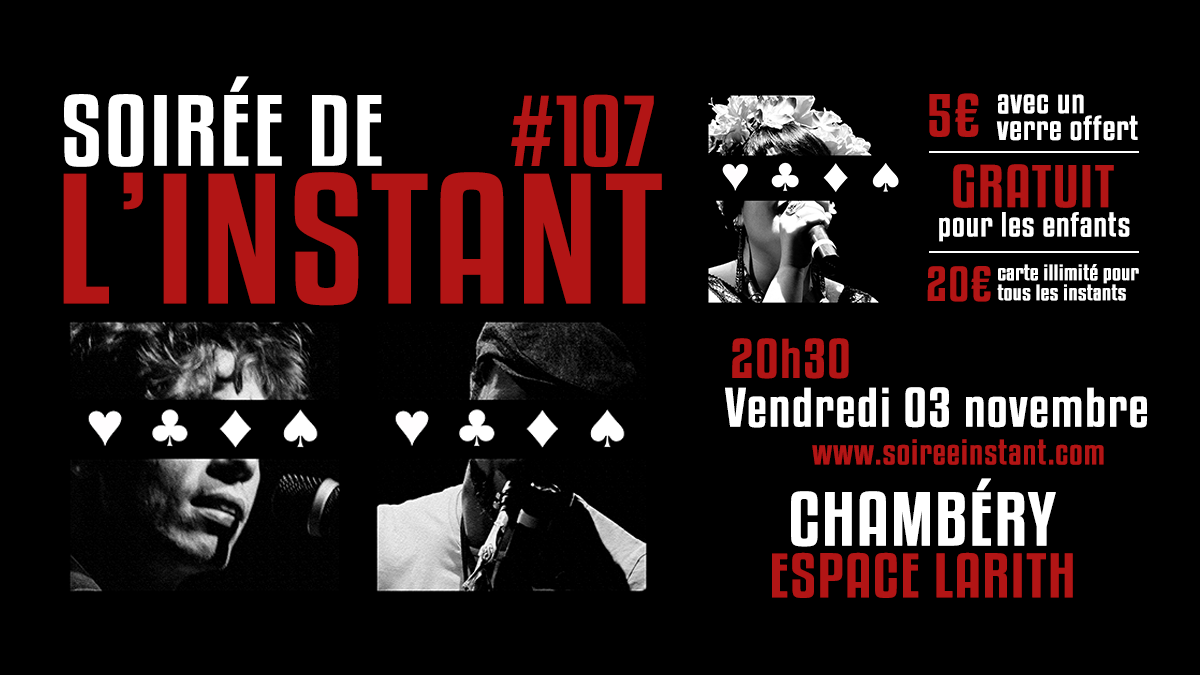 SOIRÉE DE #107
L'INSTANT
5€ avec un
verre offert
GRATUIT
pour les enfants
20€ carte illimité pour
tous les instants
20h30
Vendredi 03 novembre
www.soireeinstant.com
CHAMBÉRY
ESPACE LARITH